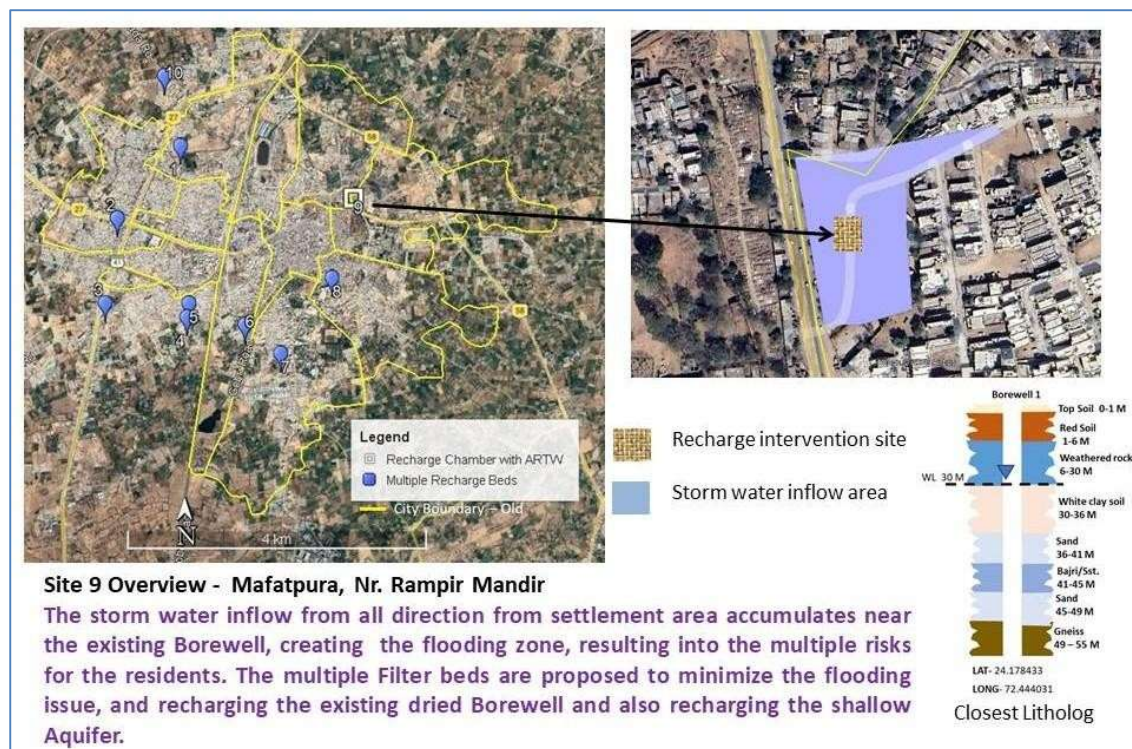 10
27
58
27
2
9
3
8
5
4
6
7
58
Legend
Recharge Chamber with ARTW
Multiple Recharge Beds
City Boundary – Old
N
4 km
Recharge intervention site
Storm water inflow area
Borewell 1
Top Soil 0-1 M
Red Soil
1-6 M
Weathered rock
6-30 M
WL 30 M
White clay soil
30-36 M
Sand
36-41 M
Bajri/Sst.
41-45 M
Sand
45-49 M
Gneiss
49 – 55 M
LAT- 24.178433
LONG- 72.444031
Closest Litholog
Site 9 Overview - Mafatpura, Nr. Rampir Mandir
The storm water inflow from all direction from settlement area accumulates near
the existing Borewell, creating the flooding zone, resulting into the multiple risks
for the residents. The multiple Filter beds are proposed to minimize the flooding
issue, and recharging the existing dried Borewell and also recharging the shallow
Aquifer.